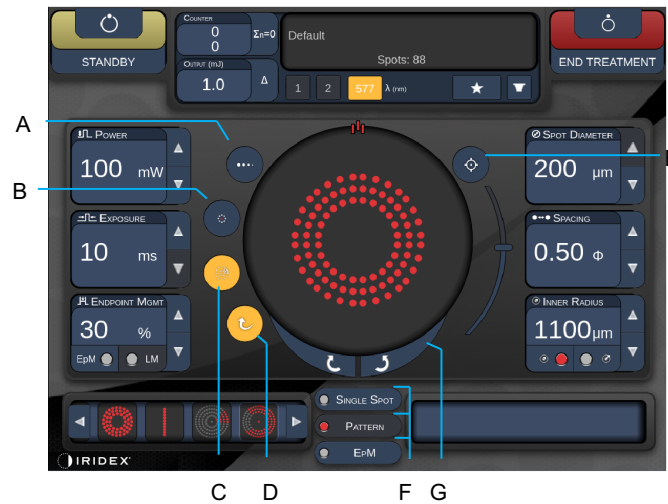 STANDBY
COUNTER
0
0
Σn=0
OUTPUT (mJ)
1.0
Δ
Default
Spots: 88
1 2 577 λ (nm)
END TREATMENT
A
B
POWER
100 mW
EXPOSURE
10 ms
ENDPOINT MGMT
30 %
EpM LM
SPOT DIAMETER
200 µm
SPACING
0.50 Φ
INNER RADIUS
1100µm
SINGLE SPOT
PATTERN
EPM
IRIDEX
C D F G